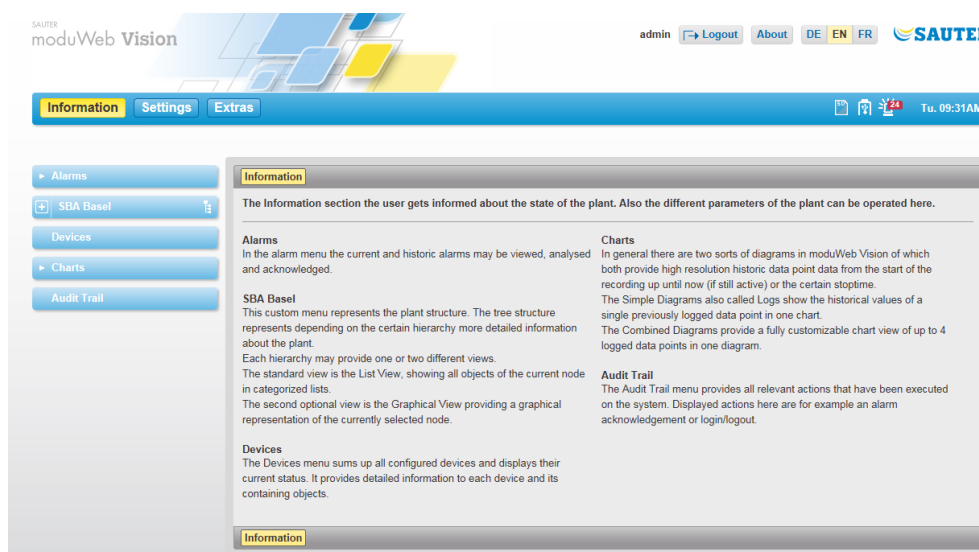 SAUTER
moduWeb Vision
admin Logout About DE EN FR SAUTER
Information Settings Extras
24 Tu. 09:31AM
Alarms
SBA Basel
Devices
Charts
Audit Trail
Information
The Information section the user gets informed about the state of the plant. Also the different parameters of the plant can be operated here.
Alarms
In the alarm menu the current and historic alarms may be viewed, analysed
and acknowledged.
SBA Basel
This custom menu represents the plant structure. The tree structure
represents depending on the certain hierarchy more detailed information
about the plant.
Each hierarchy may provide one or two different views.
The standard view is the List View, showing all objects of the current node
in categorized lists.
The second optional view is the Graphical View providing a graphical
representation of the currently selected node.
Devices
The Devices menu sums up all configured devices and displays their
current status. It provides detailed information to each device and its
containing objects.
Charts
In general there are two sorts of diagrams in moduWeb Vision of which
both provide high resolution historic data point data from the start of the
recording up until now (if still active) or the certain stoptime.
The Simple Diagrams also called Logs show the historical values of a
single previously logged data point in one chart.
The Combined Diagrams provide a fully customizable chart view of up to 4
logged data points in one diagram.
Audit Trail
The Audit Trail menu provides all relevant actions that have been executed
on the system. Displayed actions here are for example an alarm
acknowledgement or login/logout.
Information